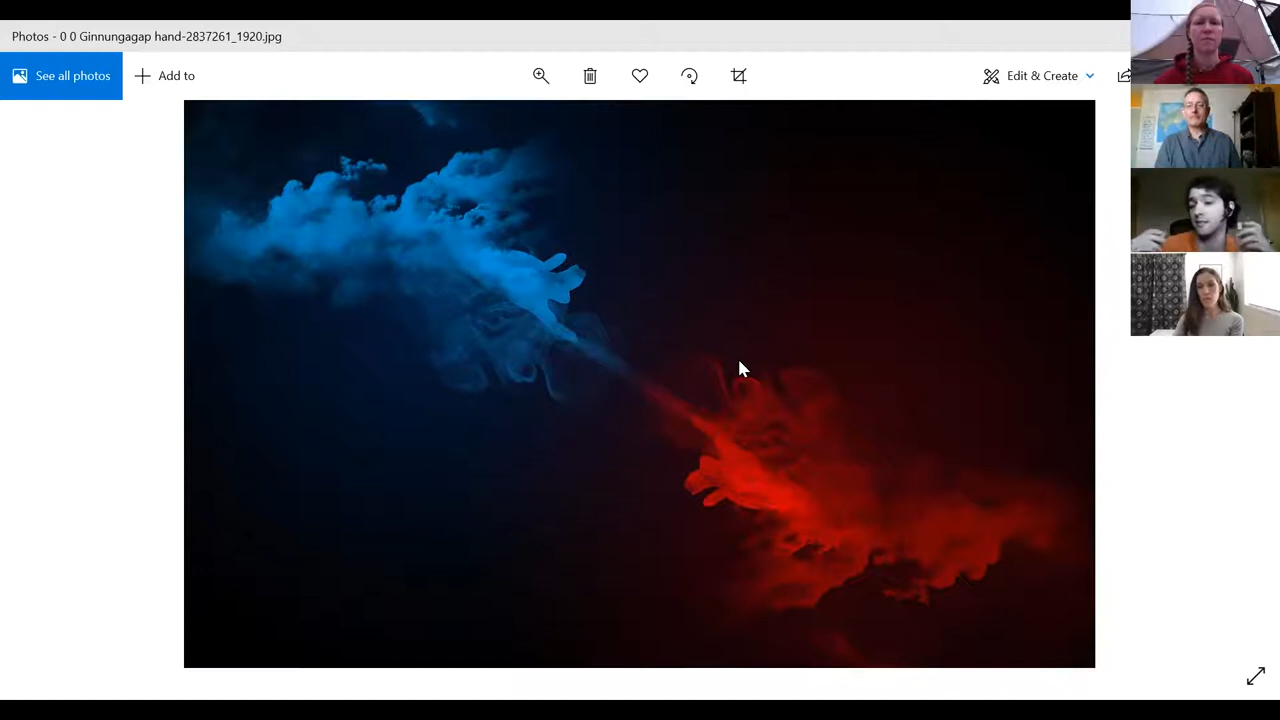 Photos - 0 0 Ginnungagap hand-2837261_1920.jpg
See all photos
Add to
Edit & Create